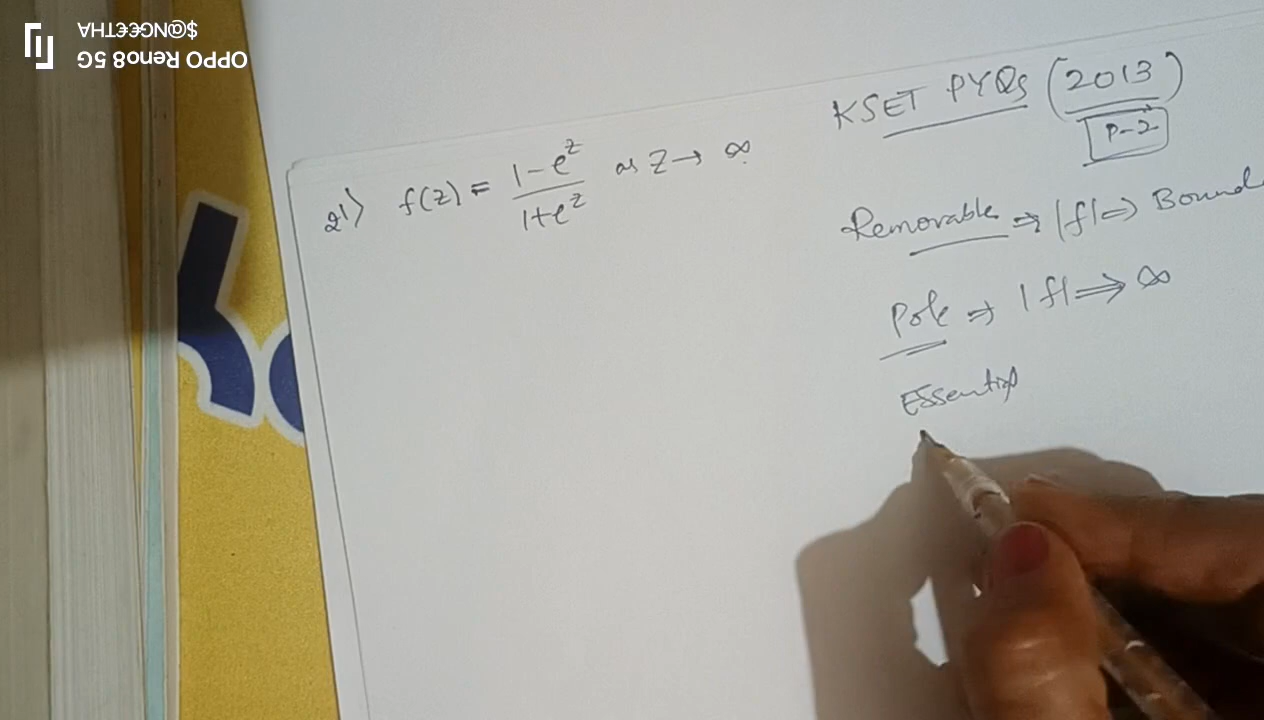 $@NGEETHA
OPPO Reno8 5G
KSET PYQs (2013)
P-2
21) f(z) = 1-e^z / 1+e^z as z → ∞
Removable ⇒ |f| ⇒ Bound
Pole ⇒ |f| ⇒ ∞
Essential